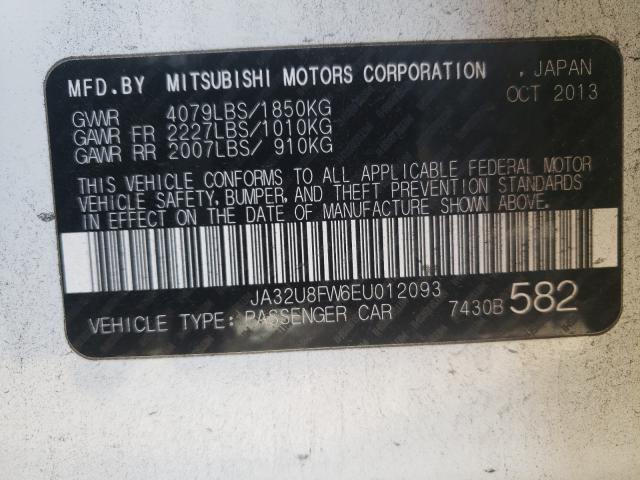 MFD.BY MITSUBISHI MOTORS CORPORATION , JAPAN
GVWR 4079LBS/1850KG OCT 2013
GAWR FR 2227LBS/1010KG
GAWR RR 2007LBS/ 910KG
THIS VEHICLE CONFORMS TO ALL APPLICABLE FEDERAL MOTOR
VEHICLE SAFETY, BUMPER, AND THEFT PREVENTION STANDARDS
IN EFFECT ON THE DATE OF MANUFACTURE SHOWN ABOVE.
JA32U8FW6EU012093
VEHICLE TYPE: PASSENGER CAR 7430B 582